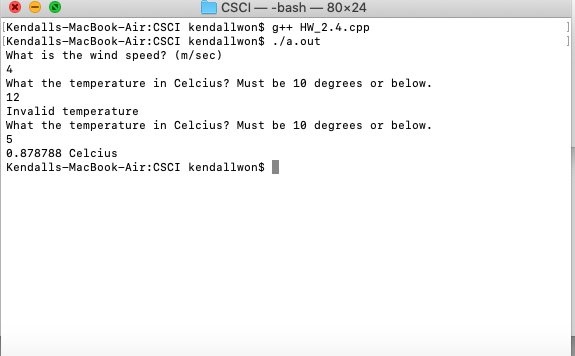 CSCI — -bash — 80×24
[Kendalls-MacBook-Air:CSCI kendallwon$ g++ HW_2.4.cpp ]
[Kendalls-MacBook-Air:CSCI kendallwon$ ./a.out ]
What is the wind speed? (m/sec)
4
What the temperature in Celcius? Must be 10 degrees or below.
12
Invalid temperature
What the temperature in Celcius? Must be 10 degrees or below.
5
0.878788 Celcius
Kendalls-MacBook-Air:CSCI kendallwon$